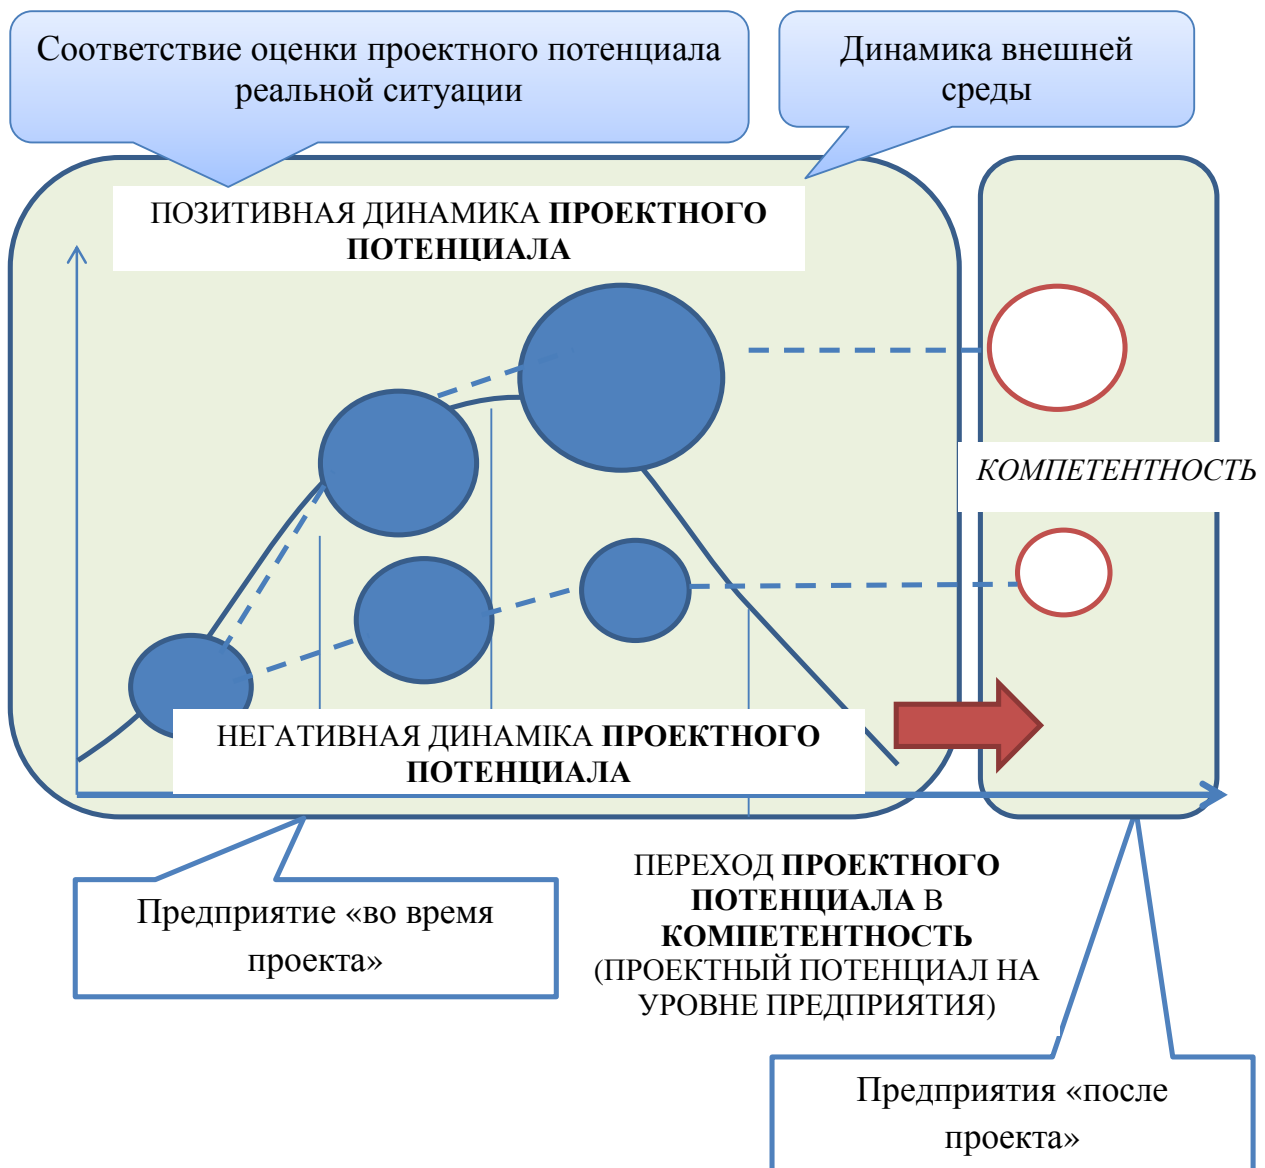 Соответствие оценки проектного потенциала
реальной ситуации
Динамика внешней
среды
ПОЗИТИВНАЯ ДИНАМИКА ПРОЕКТНОГО
ПОТЕНЦИАЛА
КОМПЕТЕНТНОСТЬ
НЕГАТИВНАЯ ДИНАМІКА ПРОЕКТНОГО
ПОТЕНЦИАЛА
Предприятие «во время
проекта»
ПЕРЕХОД ПРОЕКТНОГО
ПОТЕНЦИАЛА В
КОМПЕТЕНТНОСТЬ
(ПРОЕКТНЫЙ ПОТЕНЦИАЛ НА
УРОВНЕ ПРЕДПРИЯТИЯ)
Предприятия «после
проекта»